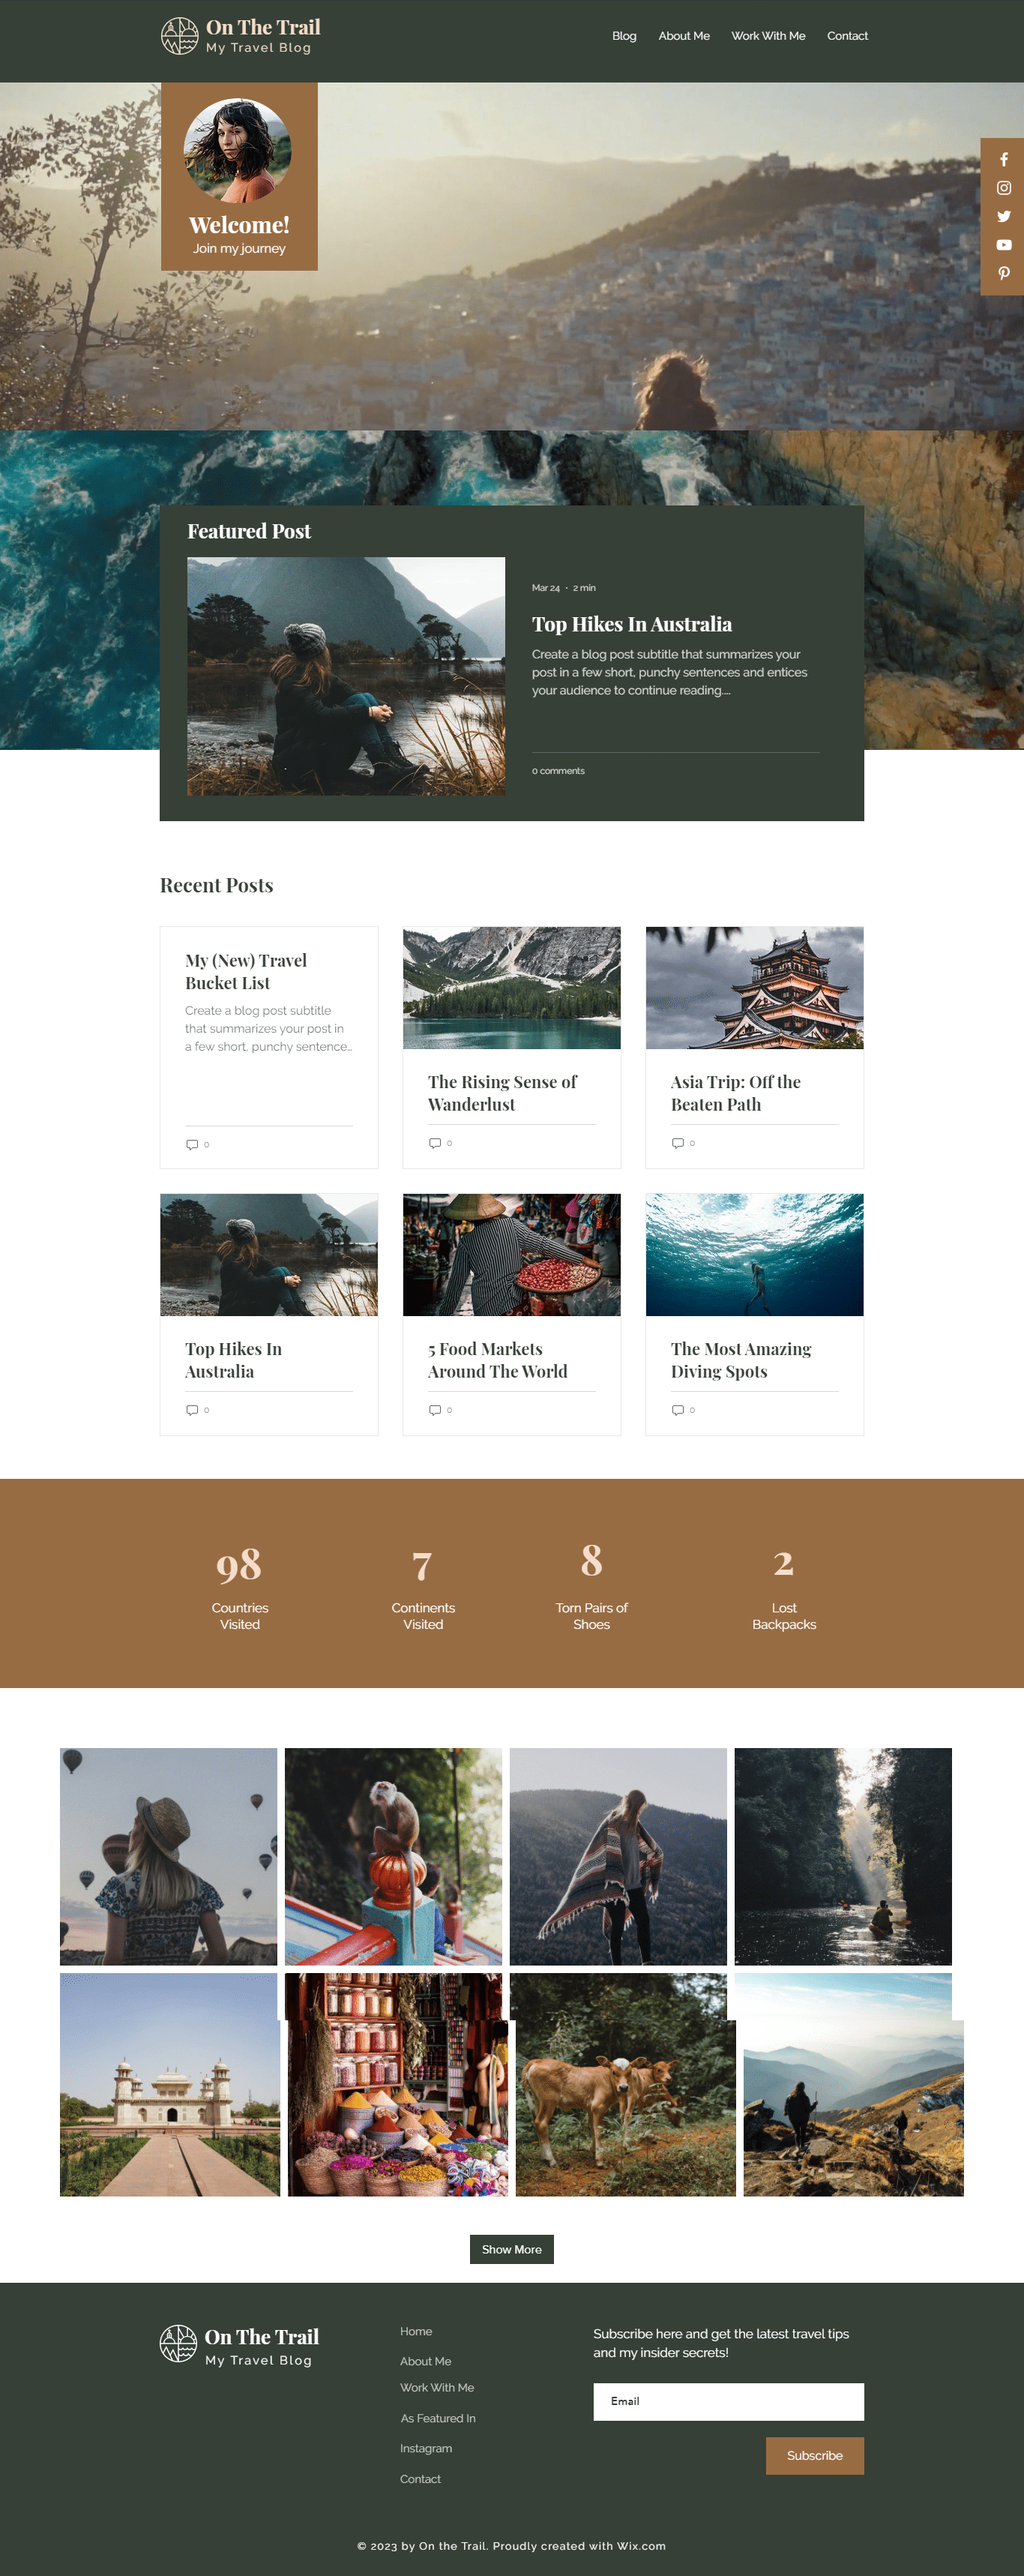 On The Trail
My Travel Blog
Blog
About Me
Work With Me
Contact
Welcome!
Join my journey
Featured Post
Mar 24 · 2 min
Top Hikes In Australia
Create a blog post subtitle that summarizes your
post in a few short, punchy sentences and entices
your audience to continue reading....
0 comments
Recent Posts
My (New) Travel
Bucket List
Create a blog post subtitle
that summarizes your post in
a few short, punchy sentence…
0
The Rising Sense of
Wanderlust
0
Asia Trip: Off the
Beaten Path
0
Top Hikes In
Australia
0
5 Food Markets
Around The World
0
The Most Amazing
Diving Spots
0
98
Countries
Visited
7
Continents
Visited
8
Torn Pairs of
Shoes
2
Lost
Backpacks
Show More
On The Trail
My Travel Blog
Home
About Me
Work With Me
As Featured In
Instagram
Contact
Subscribe here and get the latest travel tips
and my insider secrets!
Email
Subscribe
© 2023 by On the Trail. Proudly created with Wix.com